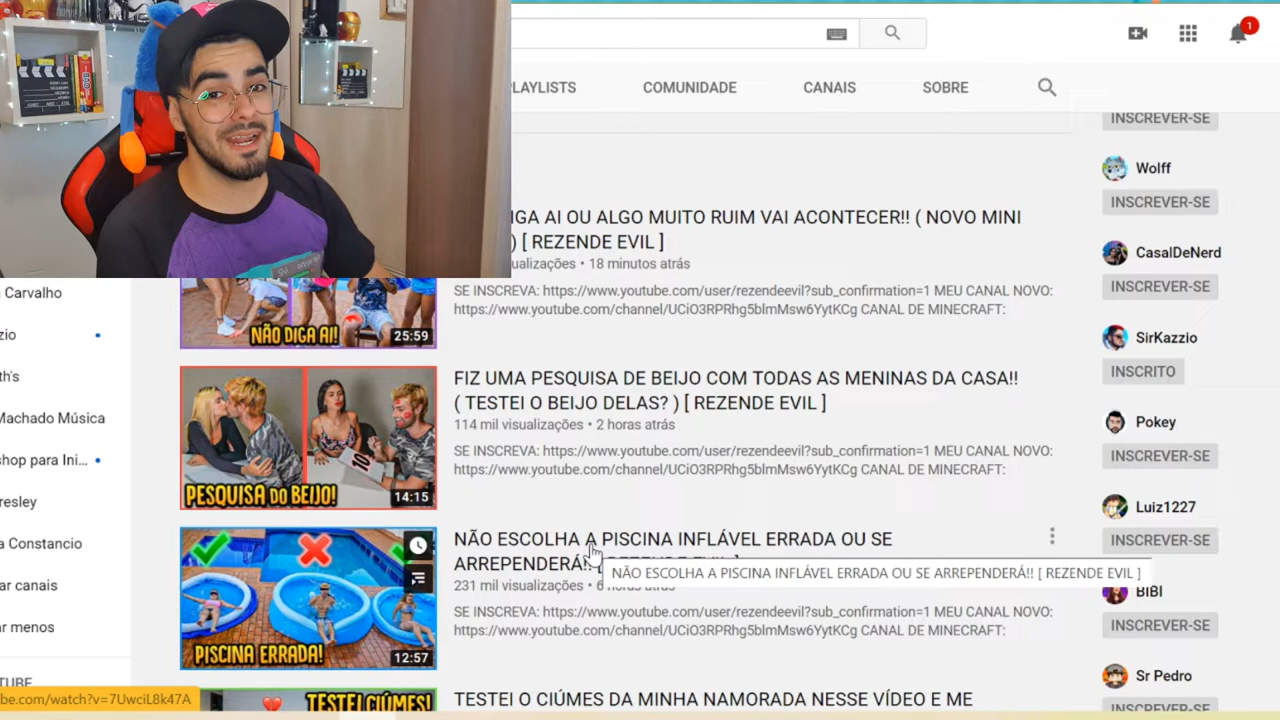 1
PLAYLISTS
COMUNIDADE
CANAIS
SOBRE
INSCREVER-SE
Wolff
INSCREVER-SE
CasalDeNerd
INSCREVER-SE
SirKazzio
INSCRITO
Pokey
INSCREVER-SE
Luiz1227
INSCREVER-SE
BIBI
INSCREVER-SE
Sr Pedro
INSCREVER-SE
IGA AI OU ALGO MUITO RUIM VAI ACONTECER!! ( NOVO MINI
) [ REZENDE EVIL ]
ualizações • 18 minutos atrás
SE INSCREVA: https://www.youtube.com/user/rezendeevil?sub_confirmation=1 MEU CANAL NOVO:
https://www.youtube.com/channel/UCiO3RPRhg5blmMsw6YytKCg CANAL DE MINECRAFT:
NÃO DIGA AI!
25:59
FIZ UMA PESQUISA DE BEIJO COM TODAS AS MENINAS DA CASA!!
( TESTEI O BEIJO DELAS? ) [ REZENDE EVIL ]
114 mil visualizações • 2 horas atrás
SE INSCREVA: https://www.youtube.com/user/rezendeevil?sub_confirmation=1 MEU CANAL NOVO:
https://www.youtube.com/channel/UCiO3RPRhg5blmMsw6YytKCg CANAL DE MINECRAFT:
10
PESQUISA DO BEIJO!
14:15
NÃO ESCOLHA A PISCINA INFLÁVEL ERRADA OU SE
ARREPENDERÁ!!
NÃO ESCOLHA A PISCINA INFLÁVEL ERRADA OU SE ARREPENDERÁ!! [ REZENDE EVIL ]
231 mil visualizações • 6 horas atrás
SE INSCREVA: https://www.youtube.com/user/rezendeevil?sub_confirmation=1 MEU CANAL NOVO:
https://www.youtube.com/channel/UCiO3RPRhg5blmMsw6YytKCg CANAL DE MINECRAFT:
PISCINA ERRADA!
12:57
TESTEI O CIÚMES DA MINHA NAMORADA NESSE VÍDEO E ME
TESTEI CIÚMES!
Carvalho
zio
th's
Machado Música
shop para Ini...
resley
a Constancio
ar canais
ar menos
TUBE
be.com/watch?v=7UwciL8k47A